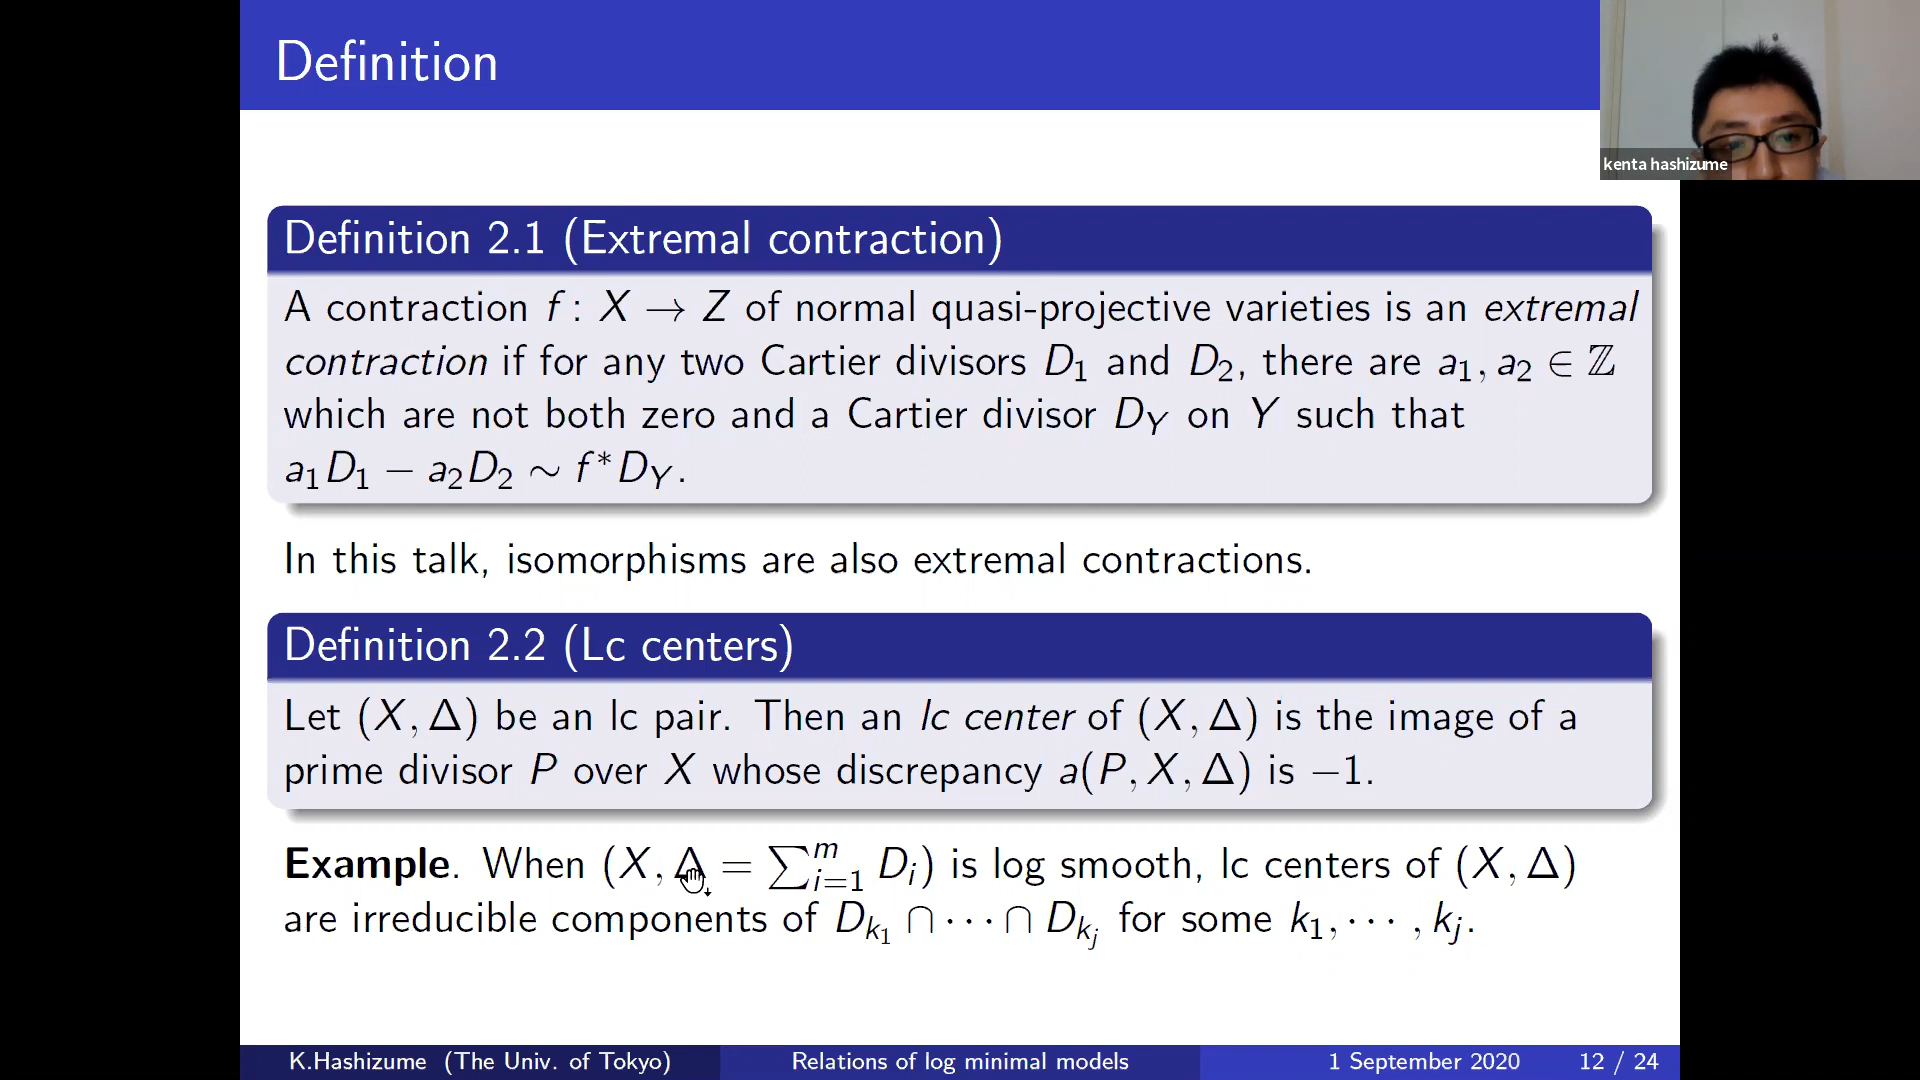 Definition
kenta hashizume
Definition 2.1 (Extremal contraction)
A contraction f : X → Z of normal quasi-projective varieties is an extremal
contraction if for any two Cartier divisors D₁ and D₂, there are a₁, a₂ ∈ ℤ
which are not both zero and a Cartier divisor D_Y on Y such that
a₁D₁ − a₂D₂ ∼ f*D_Y.
In this talk, isomorphisms are also extremal contractions.
Definition 2.2 (Lc centers)
Let (X, Δ) be an lc pair. Then an lc center of (X, Δ) is the image of a
prime divisor P over X whose discrepancy a(P, X, Δ) is −1.
Example. When (X, Δ = ∑_{i=1}^{m} D_i) is log smooth, lc centers of (X, Δ)
are irreducible components of D_{k₁} ∩ ⋯ ∩ D_{k_j} for some k₁, ⋯ , k_j.
K.Hashizume (The Univ. of Tokyo) Relations of log minimal models 1 September 2020 12 / 24